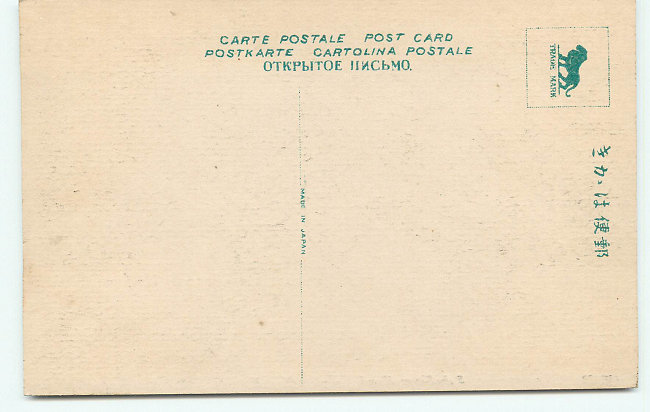 CARTE POSTALE POST CARD
POSTKARTE CARTOLINA POSTALE
ОТКРЫТОЕ ПИСЬМО.
TRADE MARK
MADE IN JAPAN
きかゝは便郵